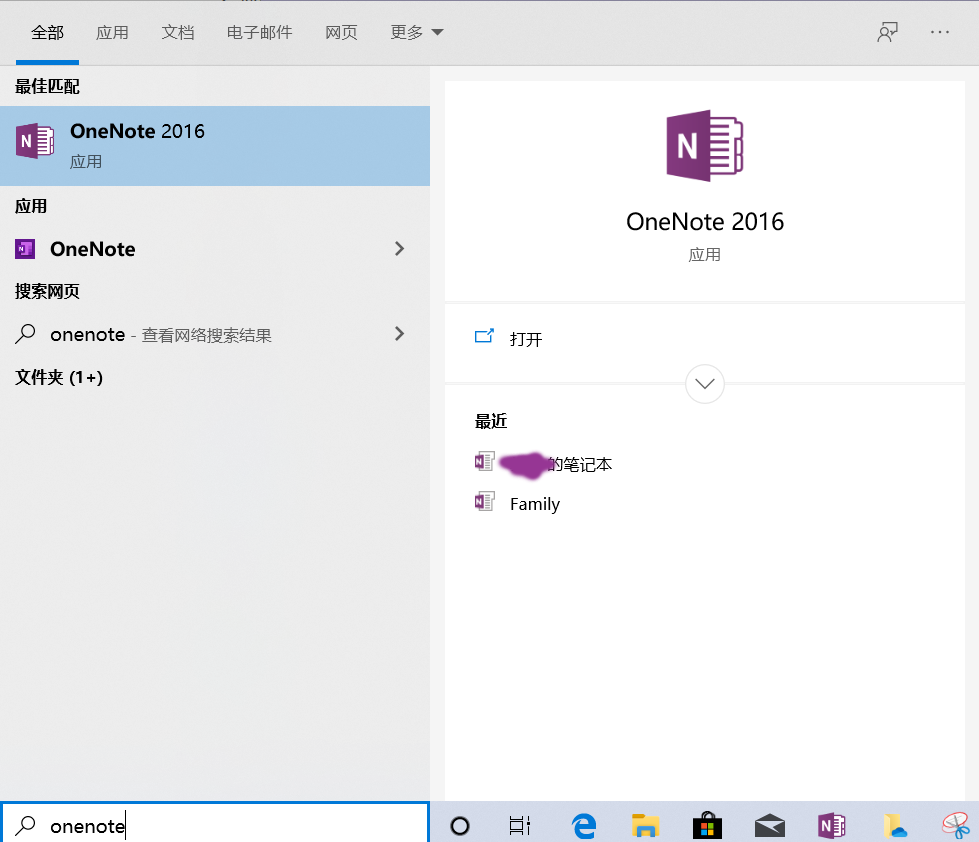 全部 应用 文档 电子邮件 网页 更多
最佳匹配
OneNote 2016
应用
应用
OneNote
搜索网页
onenote - 查看网络搜索结果
文件夹 (1+)
OneNote 2016
应用
打开
最近
的笔记本
Family
onenote